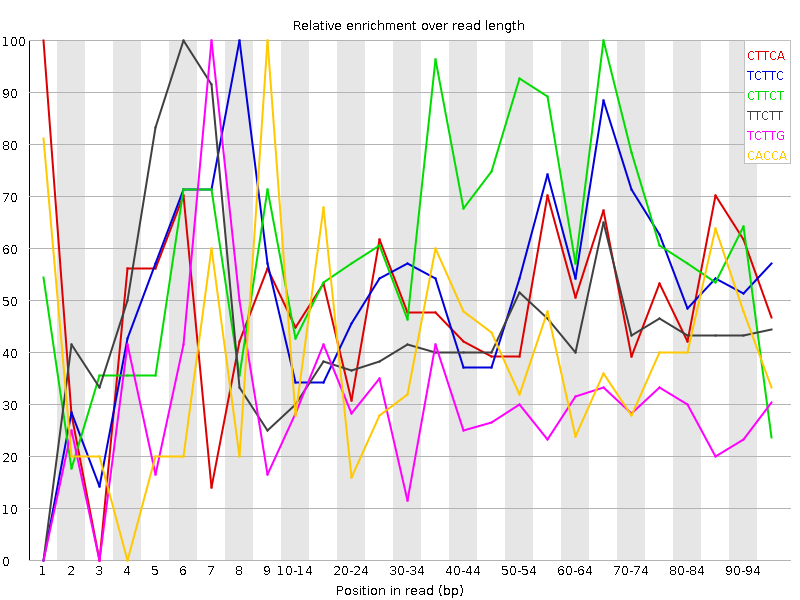 Relative enrichment over read length
100
90
80
70
60
50
40
30
20
10
0
CTTCA
TCTTC
CTTCT
TTCTT
TCTTG
CACCA
1 2 3 4 5 6 7 8 9 10-14 20-24 30-34 40-44 50-54 60-64 70-74 80-84 90-94
Position in read (bp)